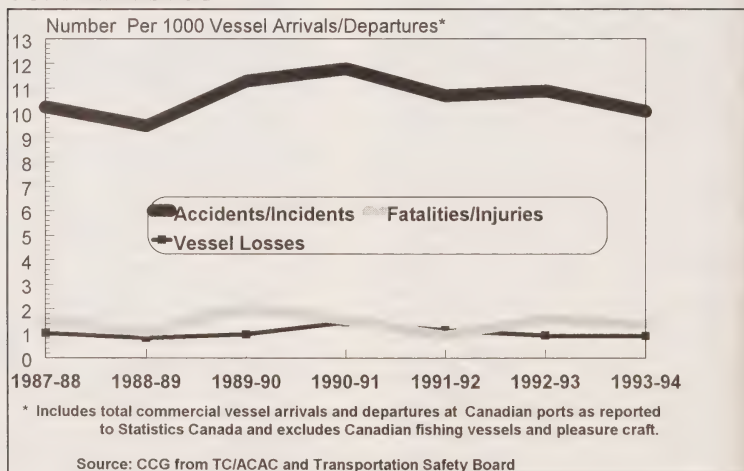 Number Per 1000 Vessel Arrivals/Departures*
13
12
11
10
9
8
7
6
5
4
3
2
1
0
Accidents/Incidents Fatalities/Injuries
Vessel Losses
1987-88 1988-89 1989-90 1990-91 1991-92 1992-93 1993-94
* Includes total commercial vessel arrivals and departures at Canadian ports as reported
to Statistics Canada and excludes Canadian fishing vessels and pleasure craft.
Source: CCG from TC/ACAC and Transportation Safety Board